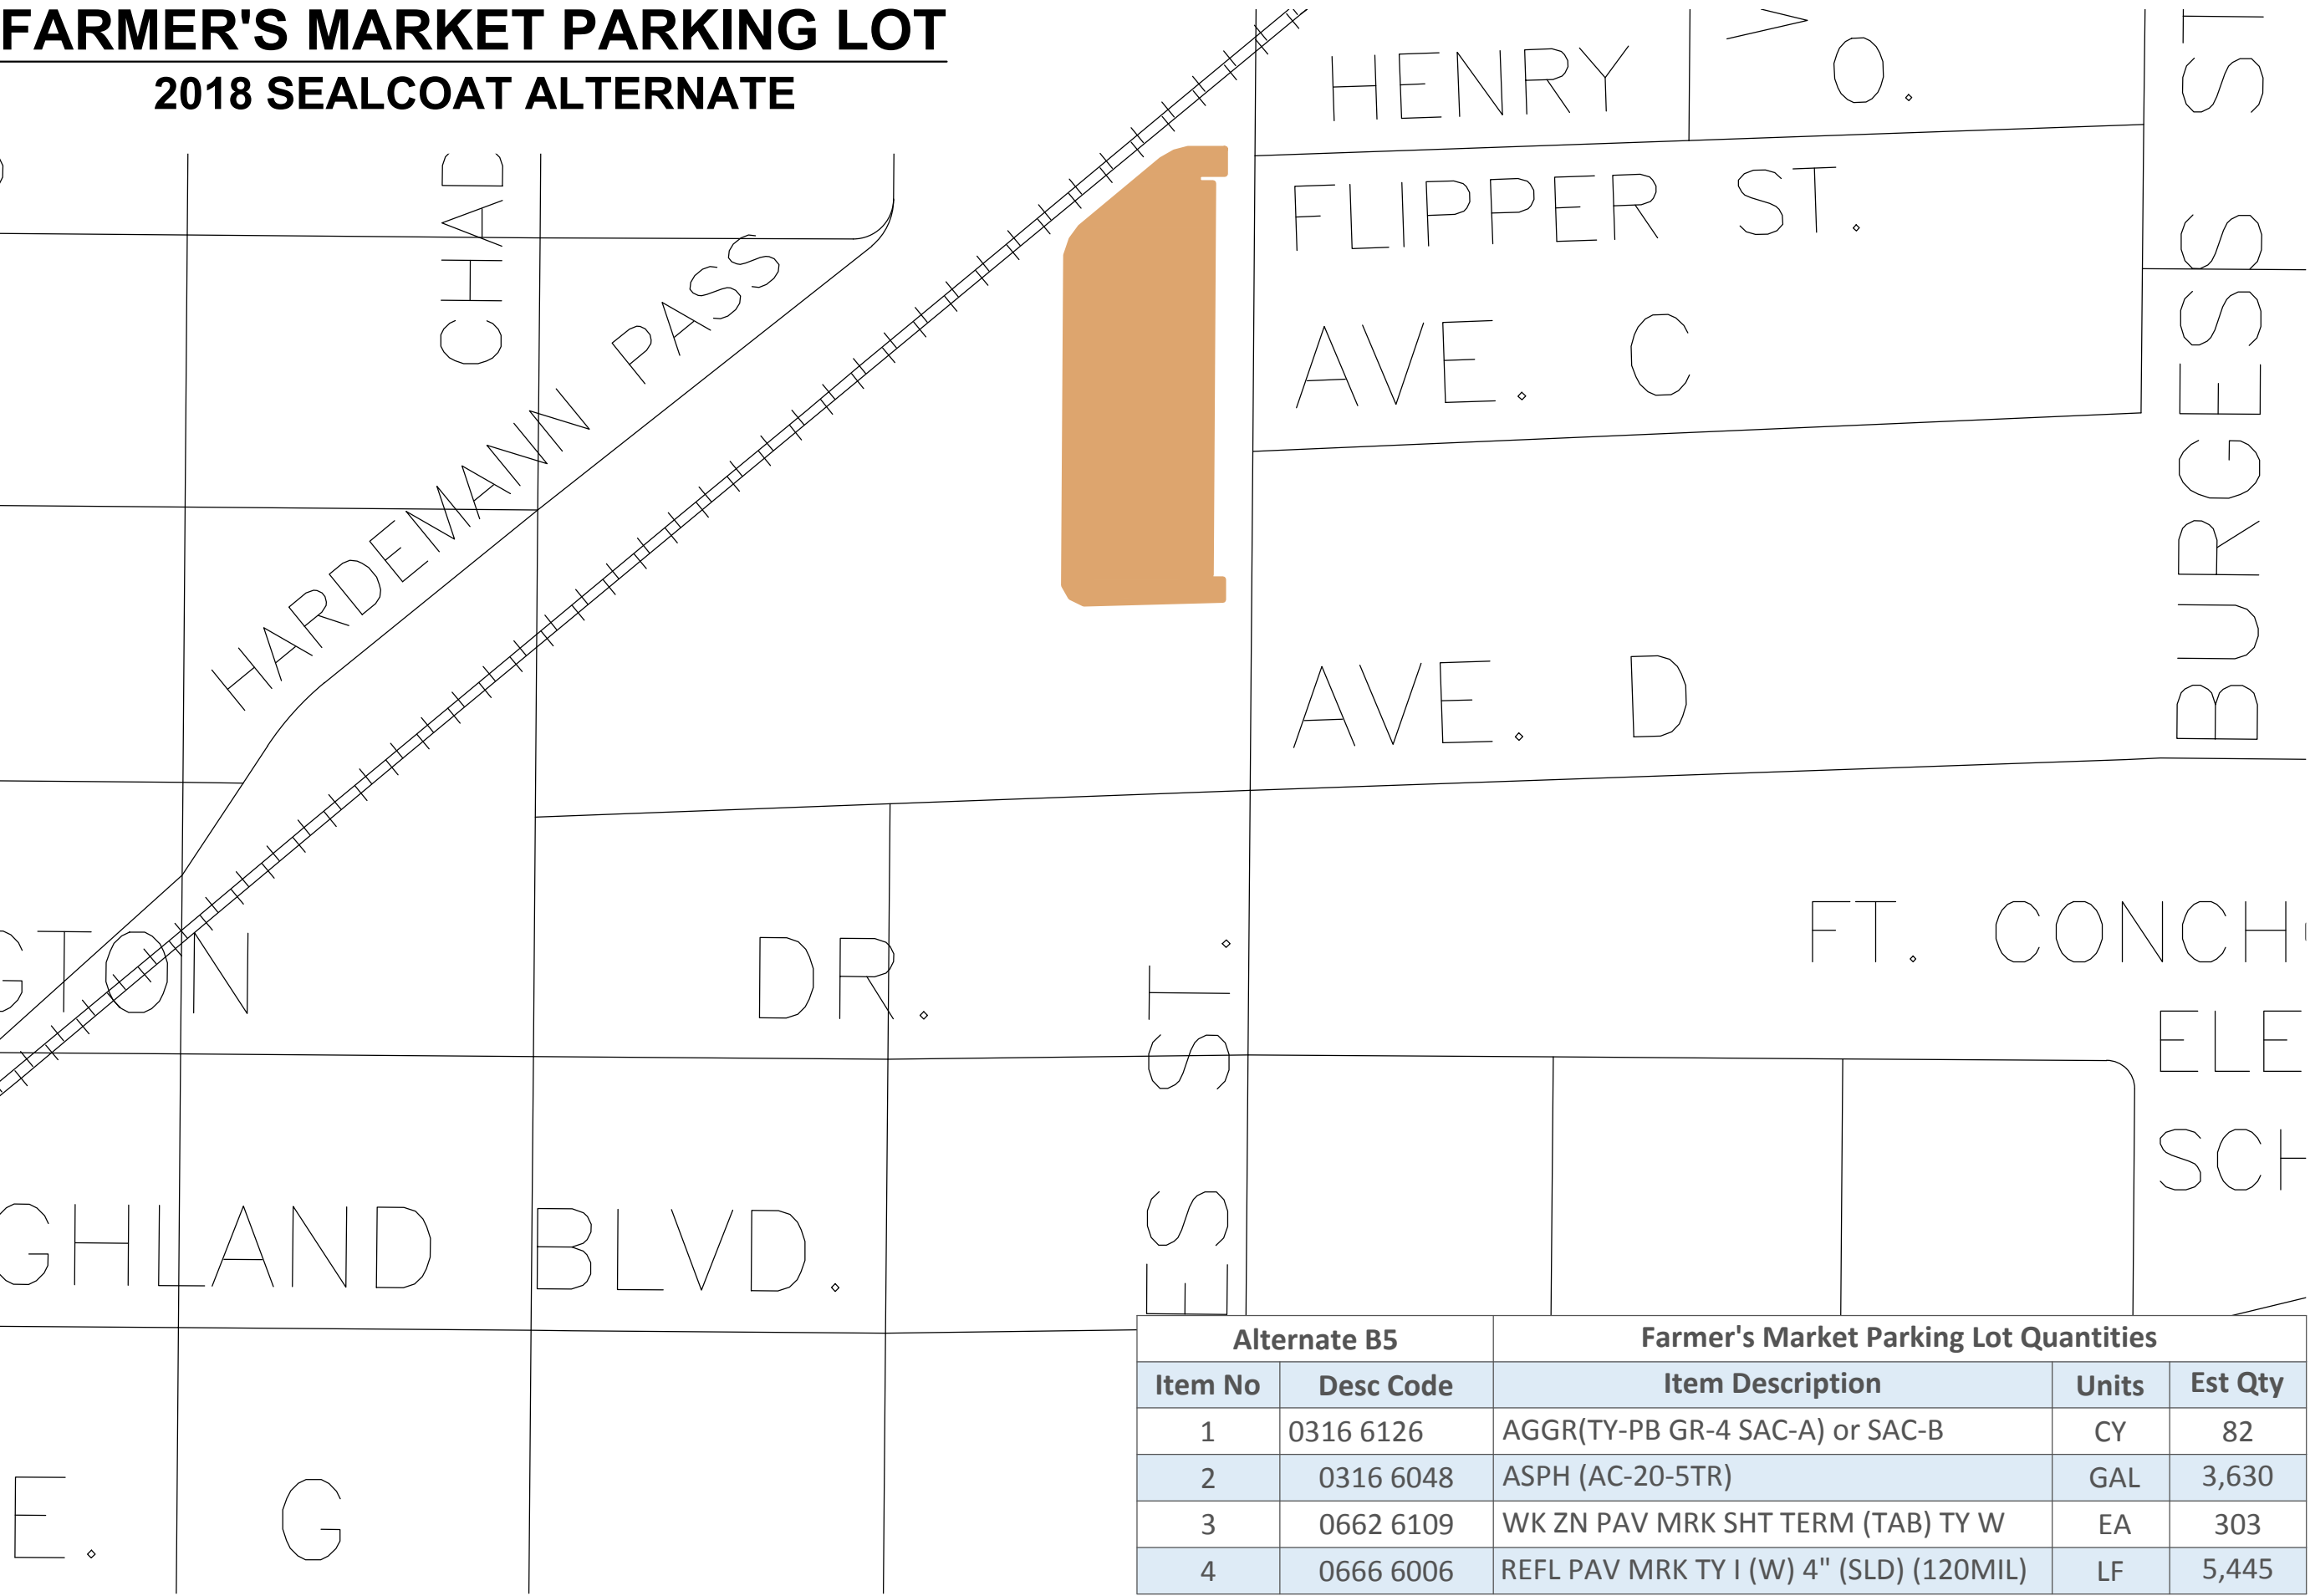 FARMER'S MARKET PARKING LOT
2018 SEALCOAT ALTERNATE
HENRY O.
FLIPPER ST.
CHAD
HARDEMANN PASS
AVE. C
BURGESS ST
AVE. D
GTON DR.
FT. CONCH
ELE
SCH
ES ST.
GHLAND BLVD.
E. G
Alternate B5 Farmer's Market Parking Lot Quantities
Item No Desc Code Item Description Units Est Qty
1 0316 6126 AGGR(TY-PB GR-4 SAC-A) or SAC-B CY 82
2 0316 6048 ASPH (AC-20-5TR) GAL 3,630
3 0662 6109 WK ZN PAV MRK SHT TERM (TAB) TY W EA 303
4 0666 6006 REFL PAV MRK TY I (W) 4" (SLD) (120MIL) LF 5,445